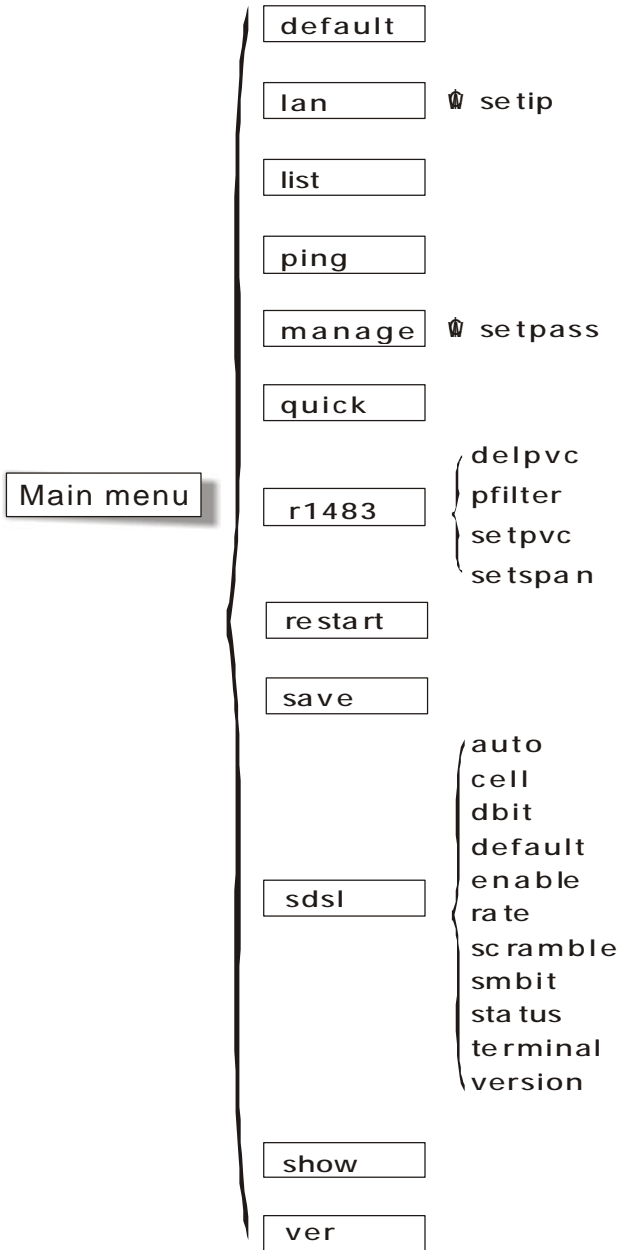 default
lan setip
list
ping
manage setpass
quick
Main menu
r1483
delpvc
pfilter
setpvc
setspan
restart
save
sdsl
auto
cell
dbit
default
enable
rate
scramble
smbit
status
terminal
version
show
ver